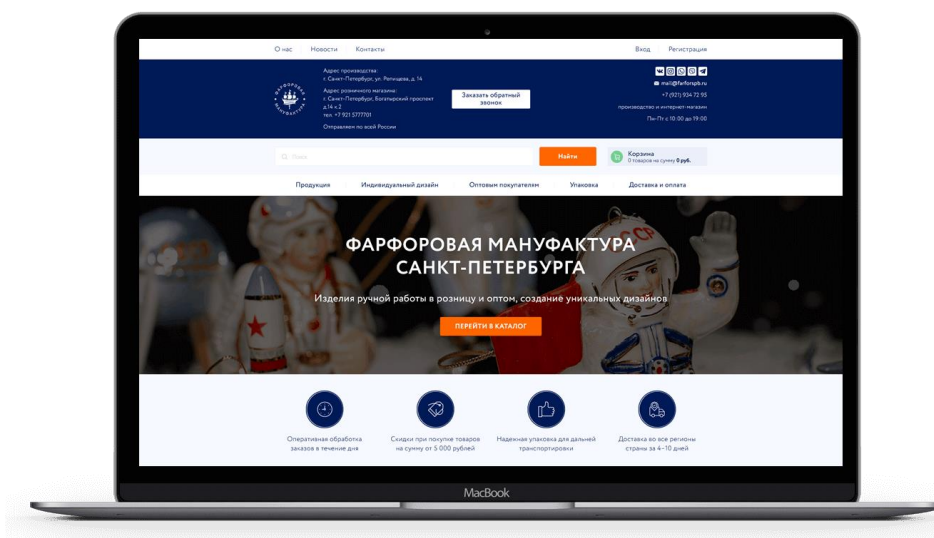 О нас Новости Контакты Вход Регистрация
Адрес производства:
г. Санкт-Петербург, ул. Репищева, д. 14
Адрес розничного магазина:
г. Санкт-Петербург, Богатырский проспект
д.14 к.2
тел. +7 921 5777701
Отправляем по всей России
ФАРФОРОВАЯ МАНУФАКТУРА
Заказать обратный
звонок
mail@farforspb.ru
+7 (921) 934 72 95
производство и интернет-магазин
Пн-Пт с 10:00 до 19:00
Поиск
Найти
Корзина
0 товаров на сумму 0 руб.
Продукция Индивидуальный дизайн Оптовым покупателям Упаковка Доставка и оплата
ФАРФОРОВАЯ МАНУФАКТУРА
САНКТ-ПЕТЕРБУРГА
Изделия ручной работы в розницу и оптом, создание уникальных дизайнов
ПЕРЕЙТИ В КАТАЛОГ
СССР
Оперативная обработка
заказов в течение дня
Скидки при покупке товаров
на сумму от 5 000 рублей
Надежная упаковка для дальней
транспортировки
Доставка во все регионы
страны за 4-10 дней
MacBook